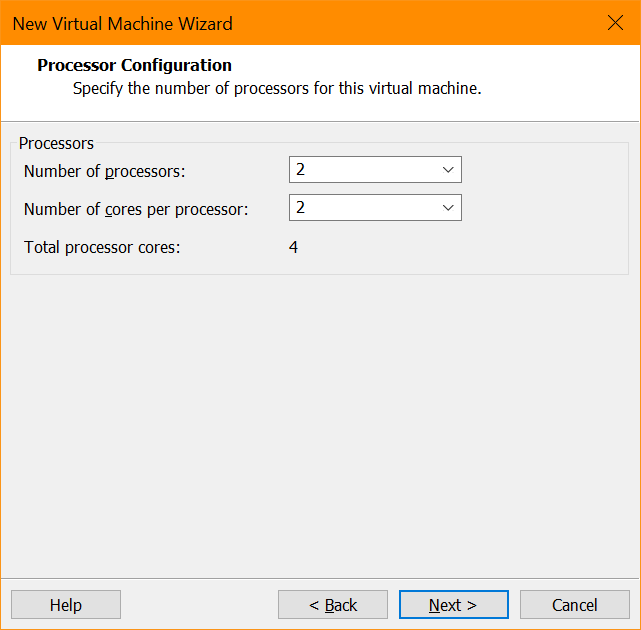 New Virtual Machine Wizard
Processor Configuration
Specify the number of processors for this virtual machine.
Processors
Number of processors: 2
Number of cores per processor: 2
Total processor cores: 4
Help < Back Next > Cancel